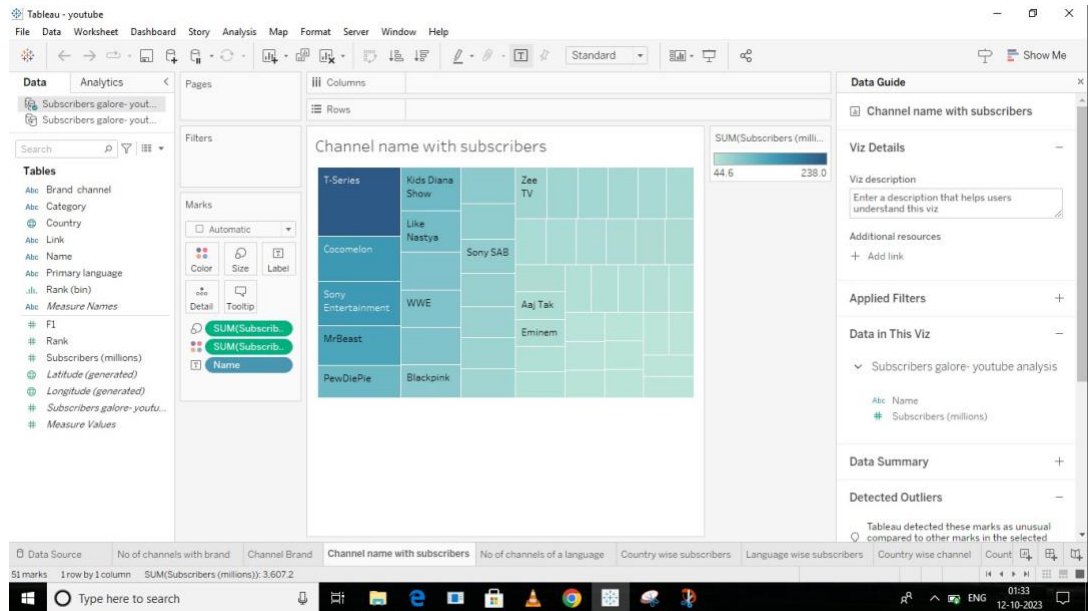 Tableau - youtube
File Data Worksheet Dashboard Story Analysis Map Format Server Window Help
Standard
Show Me
Data Analytics
Subscribers galore- yout...
Subscribers galore- yout...
Search
Tables
Abc Brand channel
Abc Category
Country
Abc Link
Abc Name
Abc Primary language
Rank (bin)
Abc Measure Names
# F1
# Rank
# Subscribers (millions)
Latitude (generated)
Longitude (generated)
# Subscribers galore- youtu...
# Measure Values
Pages
Filters
Marks
Automatic
Color Size Label
Detail Tooltip
SUM(Subscrib..
SUM(Subscrib..
Name
Columns
Rows
Channel name with subscribers
T-Series
Cocomelon
Sony
Entertainment
MrBeast
PewDiePie
Kids Diana
Show
Like
Nastya
WWE
Blackpink
Sony SAB
Zee
TV
Aaj Tak
Eminem
SUM(Subscribers (milli...
44.6 238.0
Data Guide
Channel name with subscribers
Viz Details
Viz description
Enter a description that helps users
understand this viz
Additional resources
+ Add link
Applied Filters
Data in This Viz
Subscribers galore- youtube analysis
Abc Name
# Subscribers (millions)
Data Summary
Detected Outliers
Tableau detected these marks as unusual
compared to other marks in the selected
Data Source No of channels with brand Channel Brand Channel name with subscribers No of channels of a language Country wise subscribers Language wise subscribers Country wise channel Count
51 marks 1 row by 1 column SUM(Subscribers (millions)): 3,607.2
Type here to search
ENG
01:33
12-10-2023